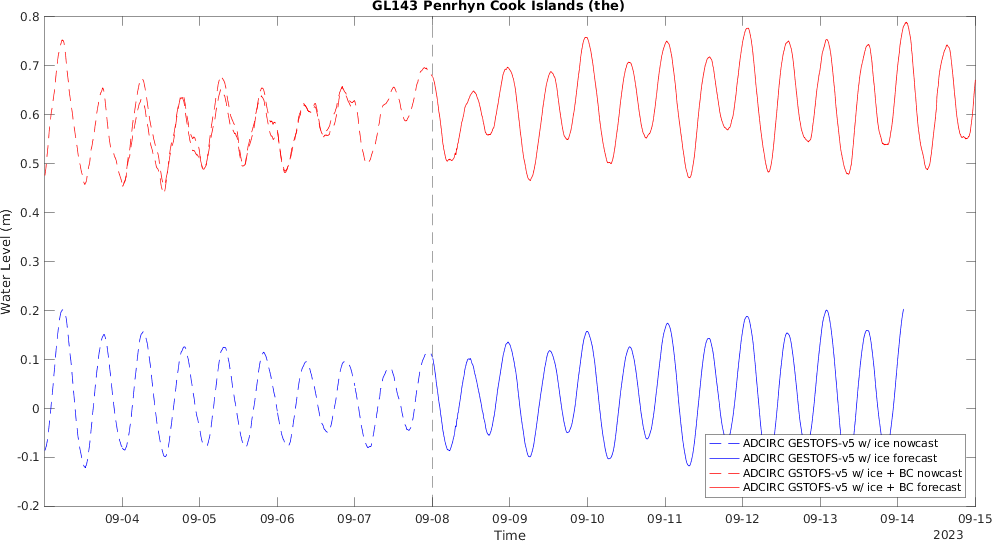 GL143 Penrhyn Cook Islands (the)
0.8
0.7
0.6
0.5
0.4
0.3
0.2
0.1
0
-0.1
-0.2
Water Level (m)
ADCIRC GESTOFS-v5 w/ ice nowcast
ADCIRC GESTOFS-v5 w/ ice forecast
ADCIRC GSTOFS-v5 w/ ice + BC nowcast
ADCIRC GSTOFS-v5 w/ ice + BC forecast
09-04 09-05 09-06 09-07 09-08 09-09 09-10 09-11 09-12 09-13 09-14 09-15
Time
2023